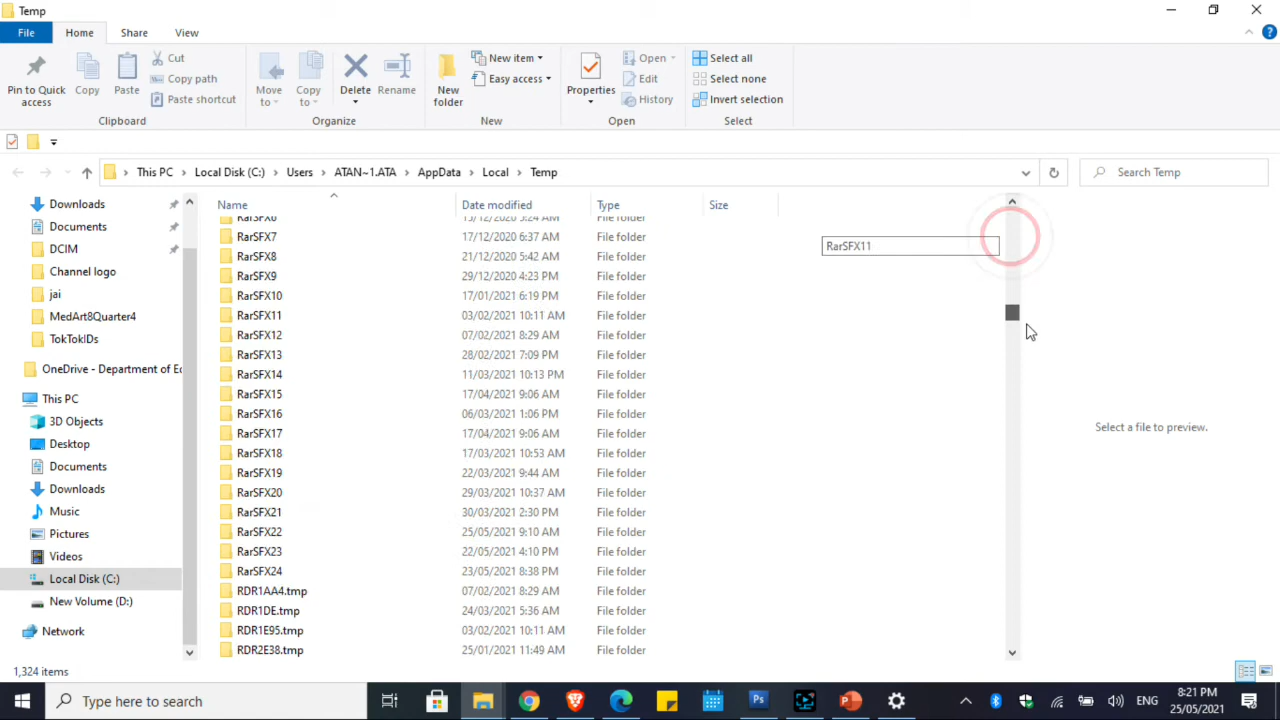 Temp
File Home Share View
Pin to Quick access
Copy
Paste
Cut
Copy path
Paste shortcut
Clipboard
Move to
Copy to
Delete
Rename
Organize
New folder
New item
Easy access
New
Properties
Open
Edit
History
Open
Select all
Select none
Invert selection
Select
This PC > Local Disk (C:) > Users > ATAN~1.ATA > AppData > Local > Temp
Search Temp
Downloads
Documents
DCIM
Channel logo
jai
MedArt8Quarter4
TokTokIDs
OneDrive - Department of Ec
This PC
3D Objects
Desktop
Documents
Downloads
Music
Pictures
Videos
Local Disk (C:)
New Volume (D:)
Network
Name Date modified Type Size
RarSFX6 15/12/2020 5:24 AM File folder
RarSFX7 17/12/2020 6:37 AM File folder
RarSFX8 21/12/2020 5:42 AM File folder
RarSFX9 29/12/2020 4:23 PM File folder
RarSFX10 17/01/2021 6:19 PM File folder
RarSFX11 03/02/2021 10:11 AM File folder
RarSFX12 07/02/2021 8:29 AM File folder
RarSFX13 28/02/2021 7:09 PM File folder
RarSFX14 11/03/2021 10:13 PM File folder
RarSFX15 17/04/2021 9:06 AM File folder
RarSFX16 06/03/2021 1:06 PM File folder
RarSFX17 17/04/2021 9:06 AM File folder
RarSFX18 17/03/2021 10:53 AM File folder
RarSFX19 22/03/2021 9:44 AM File folder
RarSFX20 29/03/2021 10:37 AM File folder
RarSFX21 30/03/2021 2:30 PM File folder
RarSFX22 25/05/2021 9:10 AM File folder
RarSFX23 22/05/2021 4:10 PM File folder
RarSFX24 23/05/2021 8:38 PM File folder
RDR1AA4.tmp 07/02/2021 8:29 AM File folder
RDR1DE.tmp 24/03/2021 5:36 AM File folder
RDR1E95.tmp 03/02/2021 10:11 AM File folder
RDR2E38.tmp 25/01/2021 11:49 AM File folder
RarSFX11
Select a file to preview.
1,324 items
Type here to search
ENG
8:21 PM
25/05/2021